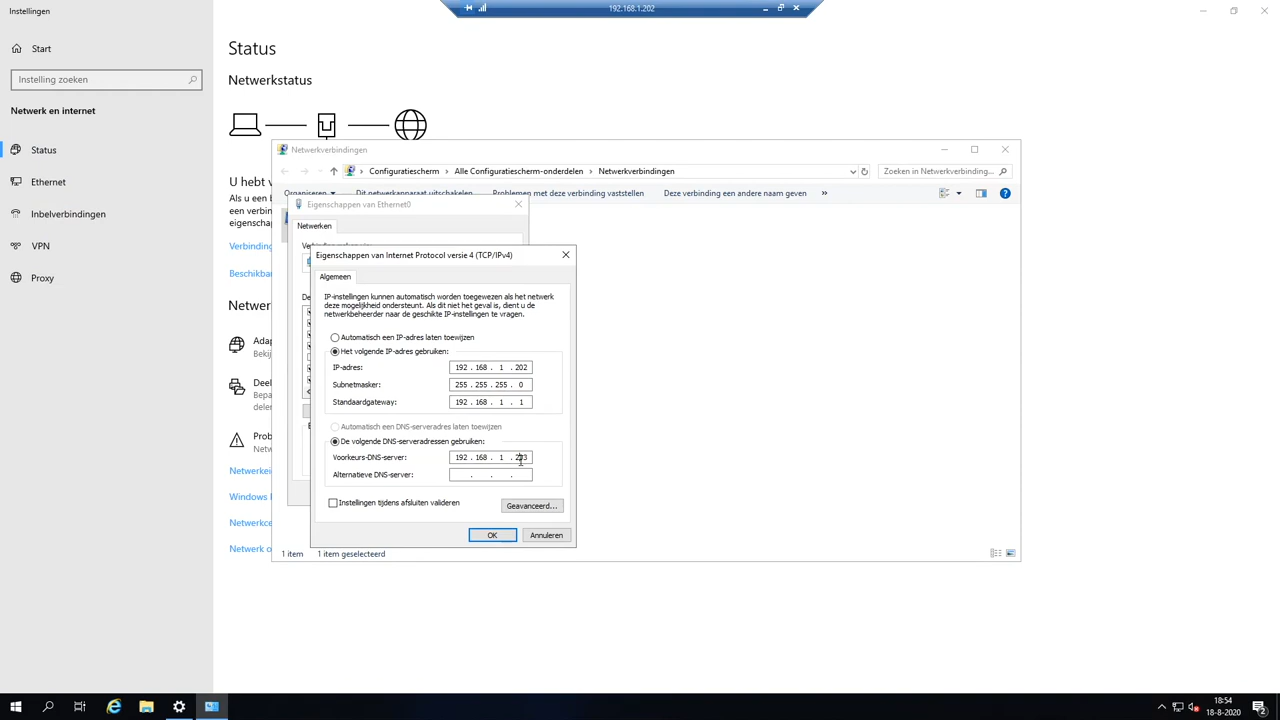 Instellingen
192.168.1.202
Start
Instelling zoeken
Netwerk en internet
Status
Ethernet
Inbelverbindingen
VPN
Proxy
Status
Netwerkstatus
U hebt
Als u een
een verbin
eigensch
Verbinding
Beschikba
Netwer
Adap
Bekij
Deel
Bepa
deler
Prob
Netw
Netwerkei
Windows
Netwerkce
Netwerk o
Netwerkverbindingen
Configuratiescherm
Alle Configuratiescherm-onderdelen
Netwerkverbindingen
Zoeken in Netwerkverbinding...
Organiseren
Dit netwerkapparaat uitschakelen
Problemen met deze verbinding vaststellen
Deze verbinding een andere naam geven
»
Eigenschappen van Ethernet0
Netwerken
De
Eigenschappen van Internet Protocol versie 4 (TCP/IPv4)
Algemeen
IP-instellingen kunnen automatisch worden toegewezen als het netwerk
deze mogelijkheid ondersteunt. Als dit niet het geval is, dient u de
netwerkbeheerder naar de geschikte IP-instellingen te vragen.
Automatisch een IP-adres laten toewijzen
Het volgende IP-adres gebruiken:
IP-adres: 192 . 168 . 1 . 202
Subnetmasker: 255 . 255 . 255 . 0
Standaardgateway: 192 . 168 . 1 . 1
Automatisch een DNS-serveradres laten toewijzen
De volgende DNS-serveradressen gebruiken:
Voorkeurs-DNS-server: 192 . 168 . 1 .
Alternatieve DNS-server: . . .
Instellingen tijdens afsluiten valideren
Geavanceerd...
OK
Annuleren
1 item
1 item geselecteerd
18:54
18-8-2020
2